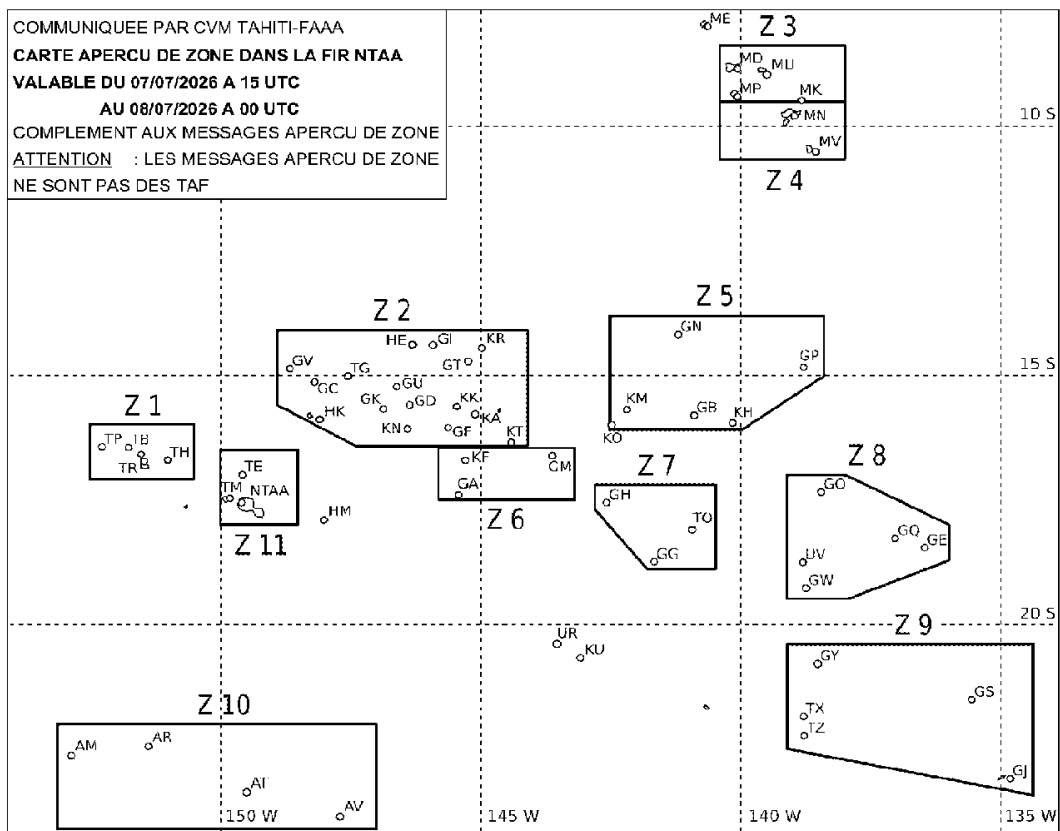 COMMUNIQUEE PAR CVM TAHITI-FAAA
CARTE APERCU DE ZONE DANS LA FIR NTAA
VALABLE DU 07/07/2026 A 15 UTC
AU 08/07/2026 A 00 UTC
COMPLEMENT AUX MESSAGES APERCU DE ZONE
ATTENTION : LES MESSAGES APERCU DE ZONE
NE SONT PAS DES TAF
ME
Z 3
MD
MU
MP
MK
MN
10 S
MV
Z 4
Z 2
HE
GI
KR
GT
GV
TG
GC
GU
GK
GD
KK
HK
KA
KN
GF
KT
Z 5
GN
GP
15 S
KM
GB
KH
KO
Z 1
TP
TB
TR
TH
TE
TM
NTAA
Z 11
HM
KF
GM
GA
Z 6
Z 7
GH
TO
GG
Z 8
GO
GQ
GE
UV
GW
20 S
UR
KU
Z 9
GY
GS
TX
TZ
GJ
Z 10
AM
AR
AT
AV
150 W
145 W
140 W
135 W